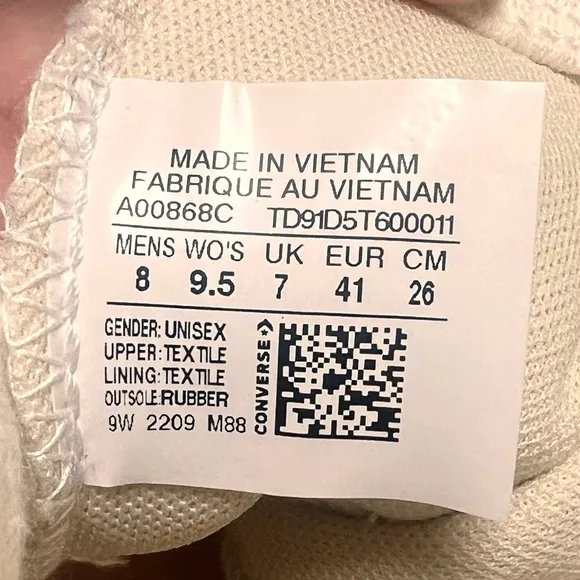 MADE IN VIETNAM
FABRIQUE AU VIETNAM
A00868C TD91D5T600011
MENS WO'S UK EUR CM
8 9.5 7 41 26
GENDER: UNISEX
UPPER: TEXTILE
LINING: TEXTILE
OUTSOLE: RUBBER
9W 2209 M88
CONVERSE